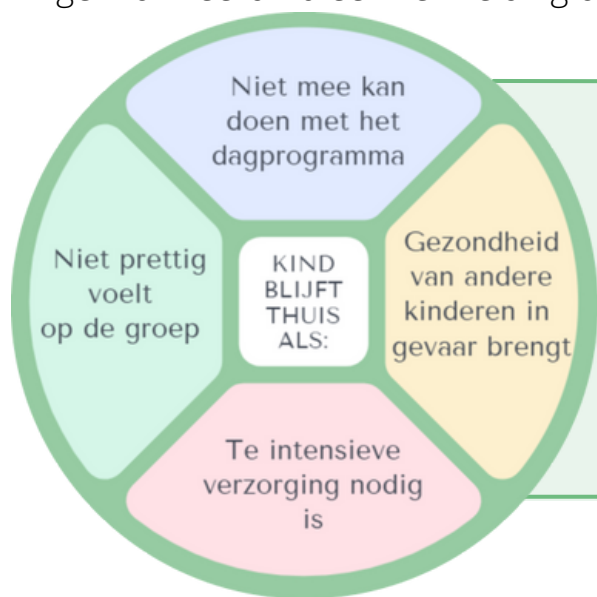 Niet mee kan
doen met het
dagprogramma
Niet prettig
voelt
op de groep
KIND
BLIJFT
THUIS
ALS:
Gezondheid
van andere
kinderen in
gevaar brengt
Te intensieve
verzorging nodig
is